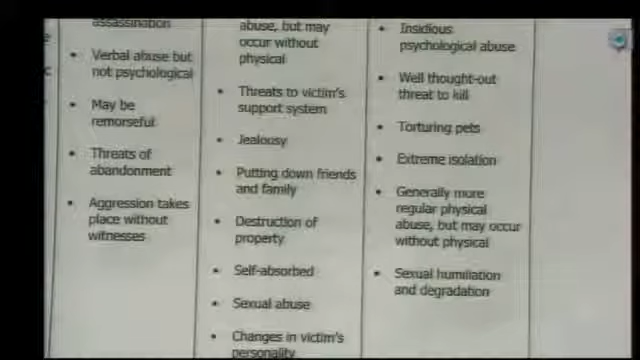 assassination
• Verbal abuse but
not psychological
• May be
remorseful
• Threats of
abandonment
• Aggression takes
place without
witnesses
abuse, but may
occur without
physical
• Threats to victim's
support system
• Jealousy
• Putting down friends
and family
• Destruction of
property
• Self-absorbed
• Sexual abuse
• Changes in victim's
personality
• Insidious
psychological abuse
• Well thought-out
threat to kill
• Torturing pets
• Extreme isolation
• Generally more
regular physical
abuse, but may occur
without physical
• Sexual humiliation
and degradation